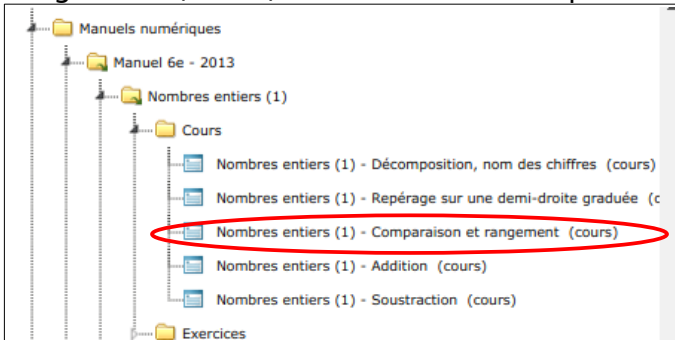 Manuels numériques
Manuel 6e - 2013
Nombres entiers (1)
Cours
Nombres entiers (1) - Décomposition, nom des chiffres (cours)
Nombres entiers (1) - Repérage sur une demi-droite graduée (c
Nombres entiers (1) - Comparaison et rangement (cours)
Nombres entiers (1) - Addition (cours)
Nombres entiers (1) - Soustraction (cours)
Exercices